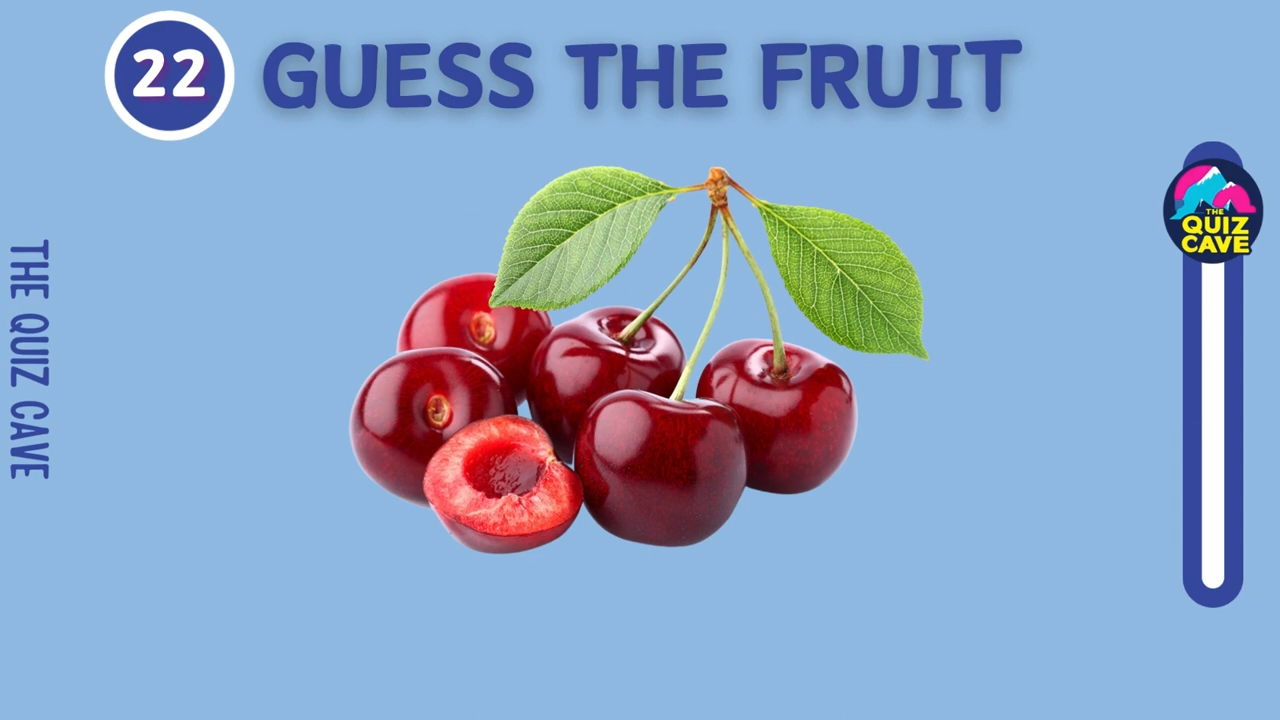 22
GUESS THE FRUIT
THE QUIZ CAVE
THE
QUIZ
CAVE